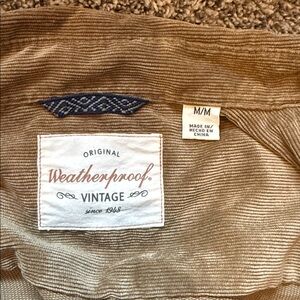 M/M
MADE IN/
HECHO EN
CHINA
ORIGINAL
Weatherproof®
VINTAGE
since 1948